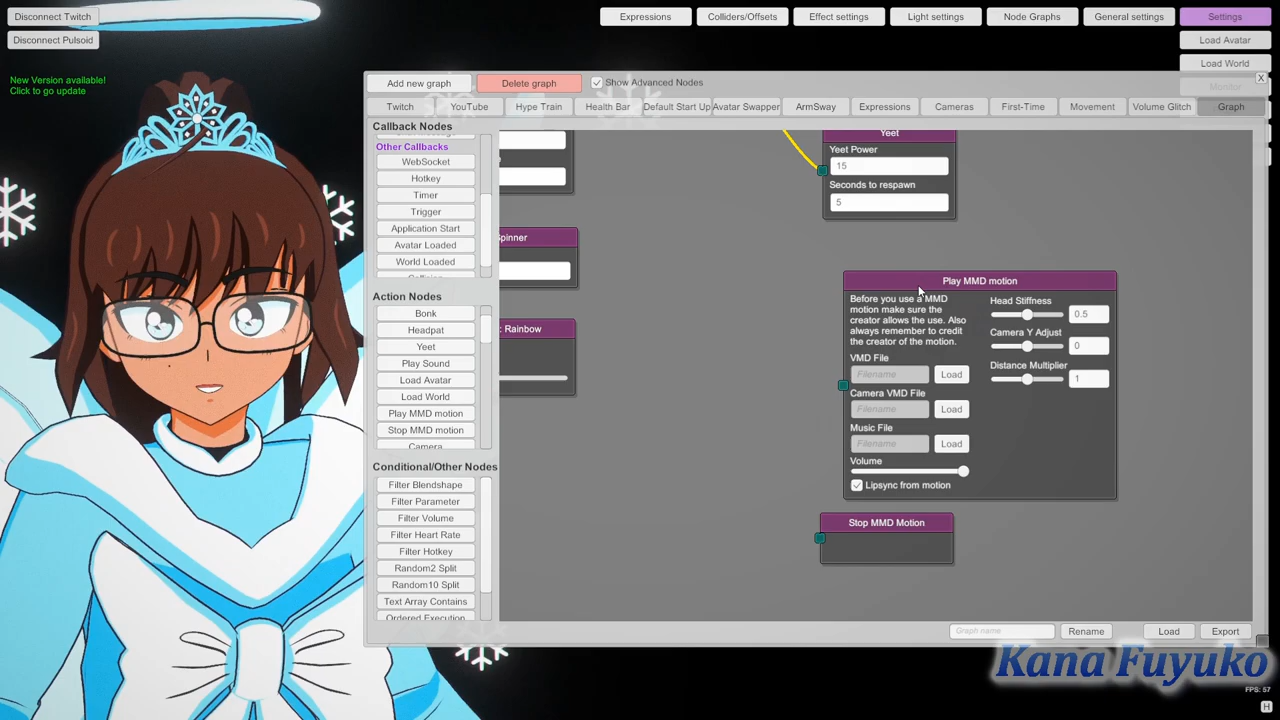 Disconnect Twitch
Disconnect Pulsoid
New Version available!
Click to go update
Expressions
Colliders/Offsets
Effect settings
Light settings
Node Graphs
General settings
Settings
Load Avatar
Load World
Monitor
X
Add new graph
Delete graph
Show Advanced Nodes
Twitch
YouTube
Hype Train
Health Bar
Default Start Up
Avatar Swapper
ArmSway
Expressions
Cameras
First-Time
Movement
Volume Glitch
Graph
Callback Nodes
Other Callbacks
WebSocket
Hotkey
Timer
Trigger
Application Start
Avatar Loaded
World Loaded
Action Nodes
Bonk
Headpat
Yeet
Play Sound
Load Avatar
Load World
Play MMD motion
Stop MMD motion
Camera
Conditional/Other Nodes
Filter Blendshape
Filter Parameter
Filter Volume
Filter Heart Rate
Filter Hotkey
Random2 Split
Random10 Split
Text Array Contains
Ordered Execution
Spinner
: Rainbow
Yeet
Yeet Power
15
Seconds to respawn
5
Play MMD motion
Before you use a MMD
motion make sure the
creator allows the use. Also
always remember to credit
the creator of the motion.
VMD File
Filename
Load
Camera VMD File
Filename
Load
Music File
Filename
Load
Volume
Lipsync from motion
Head Stiffness
0.5
Camera Y Adjust
0
Distance Multiplier
1
Stop MMD Motion
Graph name
Rename
Load
Export
Kana Fuyuko
FPS: 57
H